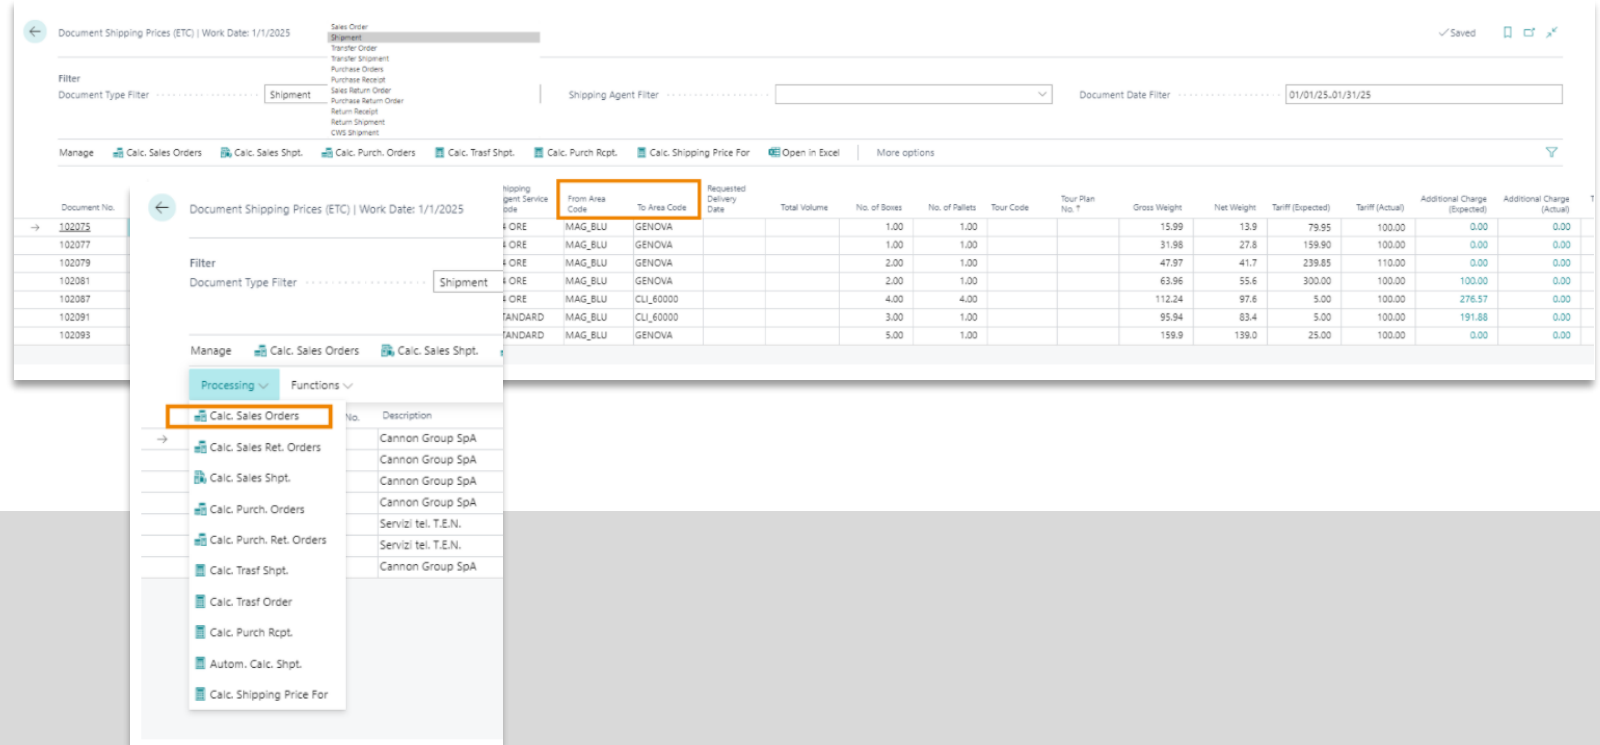 Document Shipping Prices (ETC) | Work Date: 1/1/2025
Saved
Sales Order
Shipment
Transfer Order
Transfer Shipment
Purchase Orders
Purchase Receipt
Sales Return Order
Purchase Return Order
Return Receipt
Return Shipment
CWS Shipment
Filter
Document Type Filter Shipment
Shipping Agent Filter
Document Date Filter 01/01/25..01/31/25
Manage Calc. Sales Orders Calc. Sales Shpt. Calc. Purch. Orders Calc. Trasf Shpt. Calc. Purch Rcpt. Calc. Shipping Price For Open in Excel More options
Document No. hipping gent Service ode From Area Code To Area Code Requested Delivery Date Total Volume No. of Boxes No. of Pallets Tour Code Tour Plan No. ↑ Gross Weight Net Weight Tariff (Expected) Tariff (Actual) Additional Charge (Expected) Additional Charge (Actual) T
102075 ORE MAG_BLU GENOVA 1.00 1.00 15.99 13.9 79.95 100.00 0.00 0.00
102077 ORE MAG_BLU GENOVA 1.00 1.00 31.98 27.8 159.90 100.00 0.00 0.00
102079 ORE MAG_BLU GENOVA 2.00 1.00 47.97 41.7 239.85 110.00 0.00 0.00
102081 ORE MAG_BLU GENOVA 2.00 1.00 63.96 55.6 300.00 100.00 100.00 0.00
102087 ORE MAG_BLU CLI_60000 4.00 4.00 112.24 97.6 5.00 100.00 276.57 0.00
102091 TANDARD MAG_BLU CLI_60000 3.00 1.00 95.94 83.4 5.00 100.00 191.88 0.00
102093 TANDARD MAG_BLU GENOVA 5.00 1.00 159.9 139.0 25.00 100.00 0.00 0.00
Document Shipping Prices (ETC) | Work Date: 1/1/2025
Filter
Document Type Filter Shipment
Manage Calc. Sales Orders Calc. Sales Shpt.
Processing Functions
Calc. Sales Orders
Calc. Sales Ret. Orders
Calc. Sales Shpt.
Calc. Purch. Orders
Calc. Purch. Ret. Orders
Calc. Trasf Shpt.
Calc. Trasf Order
Calc. Purch Rcpt.
Autom. Calc. Shpt.
Calc. Shipping Price For
No. Description
Cannon Group SpA
Cannon Group SpA
Cannon Group SpA
Cannon Group SpA
Servizi tel. T.E.N.
Servizi tel. T.E.N.
Cannon Group SpA